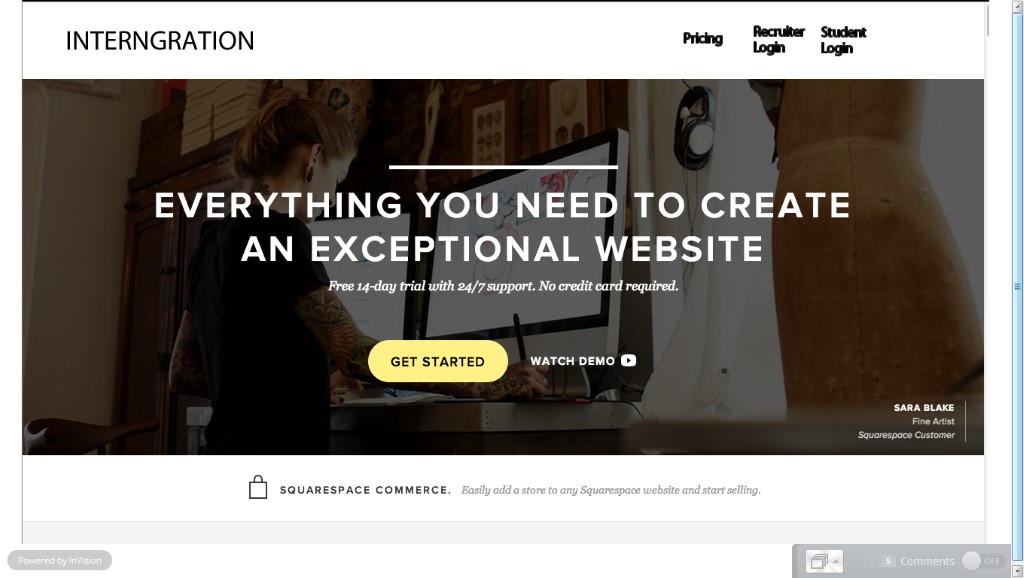 INTERNGRATION
Pricing
Recruiter
Login
Student
Login
EVERYTHING YOU NEED TO CREATE
AN EXCEPTIONAL WEBSITE
Free 14-day trial with 24/7 support. No credit card required.
GET STARTED
WATCH DEMO
SARA BLAKE
Fine Artist
Squarespace Customer
SQUARESPACE COMMERCE. Easily add a store to any Squarespace website and start selling.
Powered by InVision
5 Comments OFF